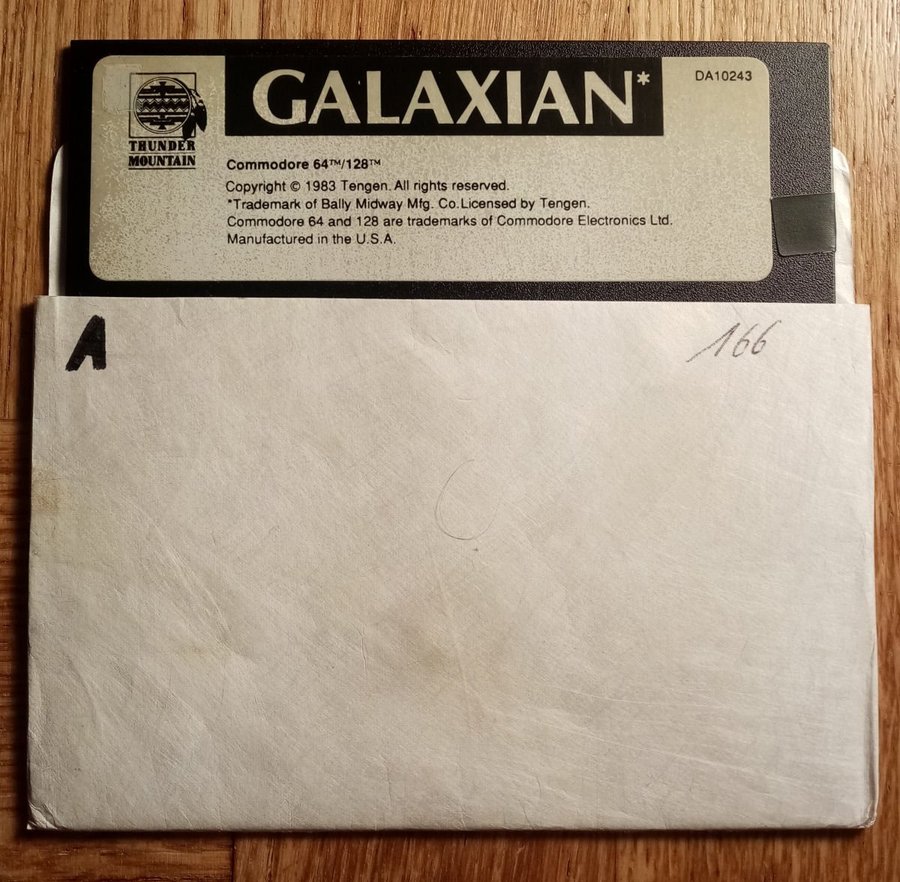 GALAXIAN*
DA10243
THUNDER
MOUNTAIN
Commodore 64™/128™
Copyright © 1983 Tengen. All rights reserved.
*Trademark of Bally Midway Mfg. Co.Licensed by Tengen.
Commodore 64 and 128 are trademarks of Commodore Electronics Ltd.
Manufactured in the U.S.A.
A
166